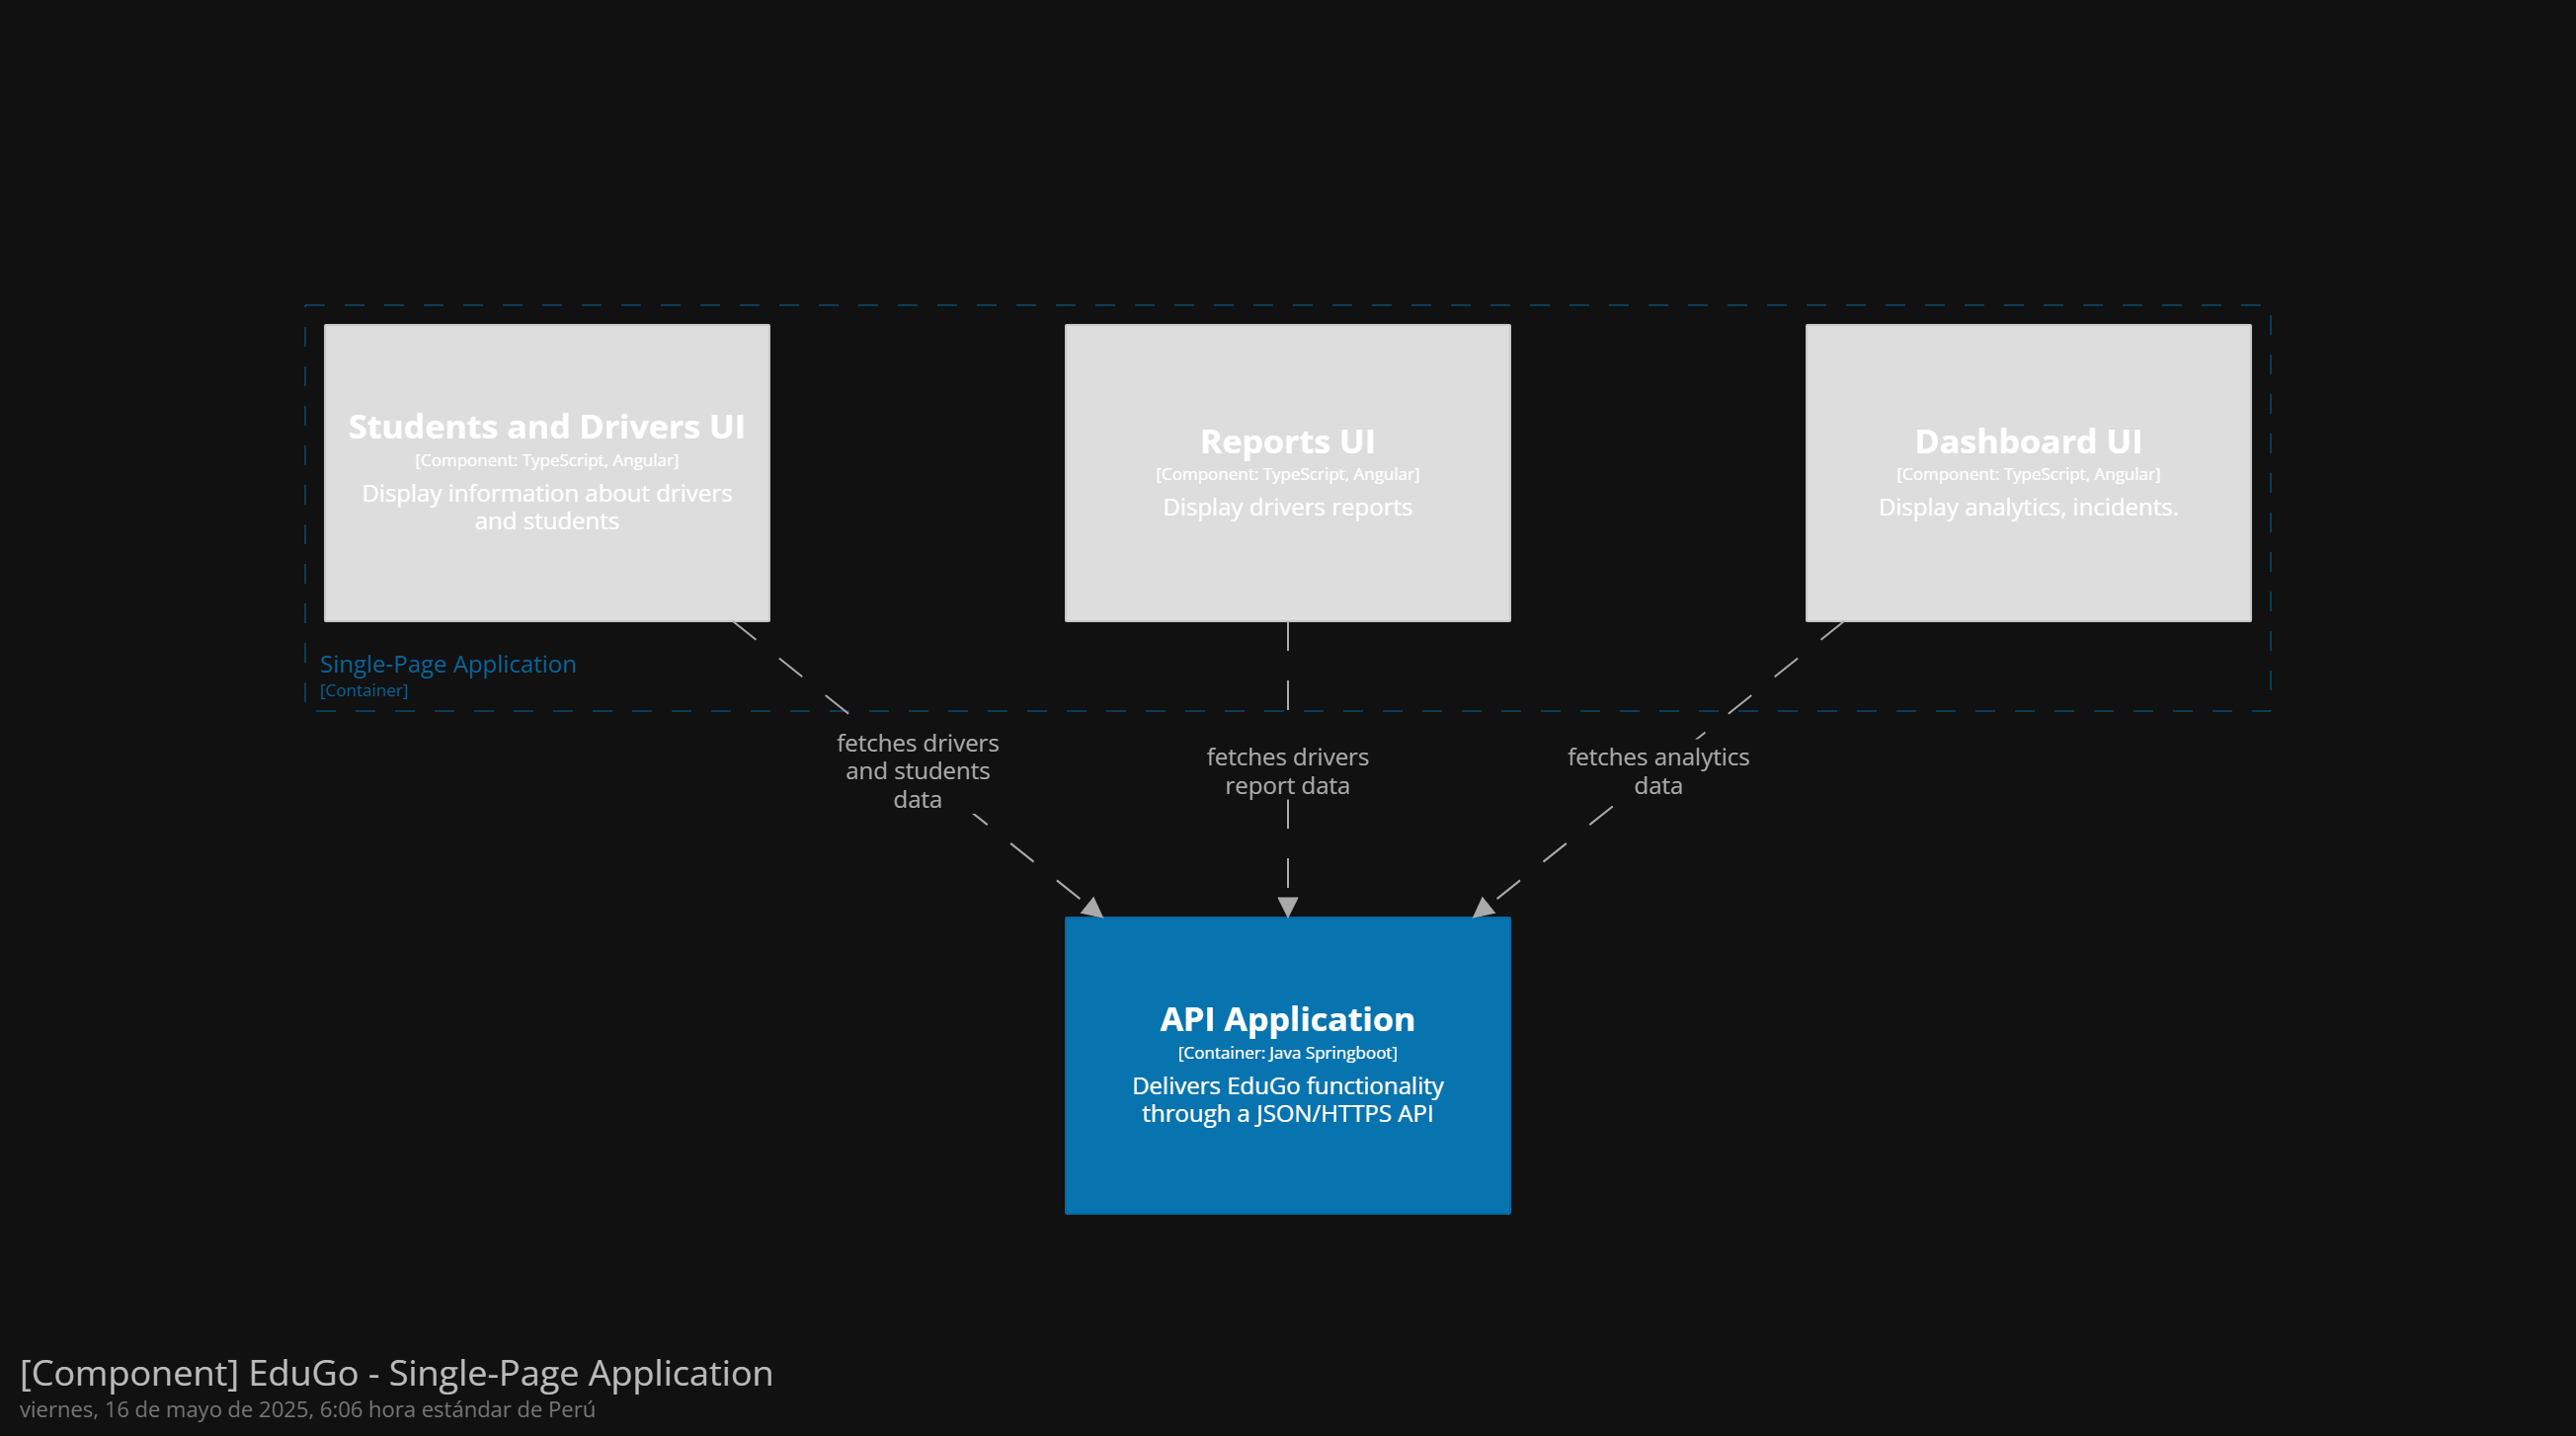 Students and Drivers UI
[Component: TypeScript, Angular]
Display information about drivers
and students
Reports UI
[Component: TypeScript, Angular]
Display drivers reports
Dashboard UI
[Component: TypeScript, Angular]
Display analytics, incidents.
Single-Page Application
[Container]
fetches drivers
and students
data
fetches drivers
report data
fetches analytics
data
API Application
[Container: Java Springboot]
Delivers EduGo functionality
through a JSON/HTTPS API
[Component] EduGo - Single-Page Application
viernes, 16 de mayo de 2025, 6:06 hora estándar de Perú